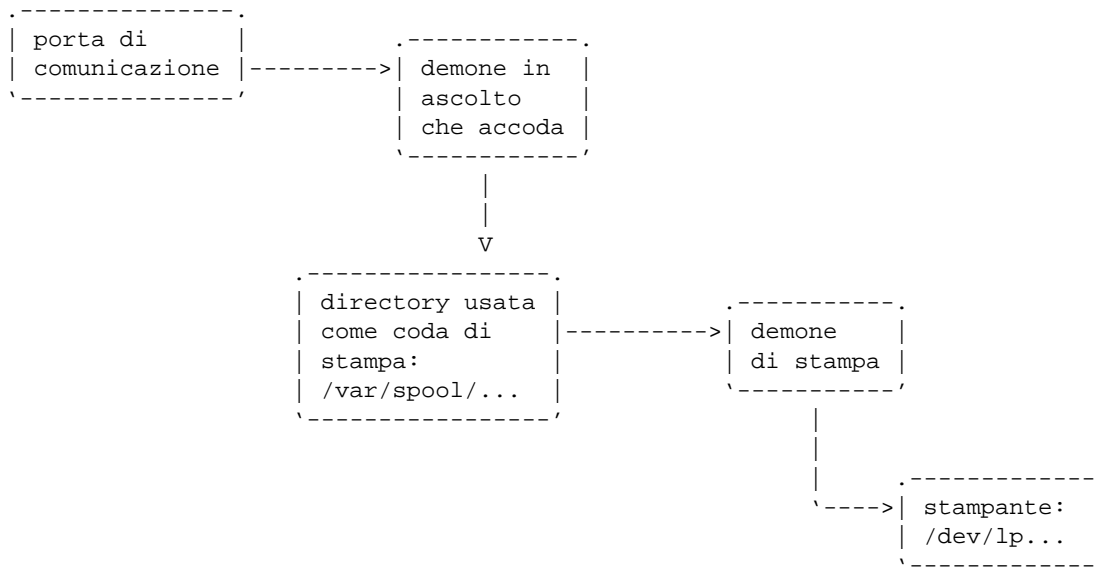 porta di
comunicazione
demone in
ascolto
che accoda
directory usata
come coda di
stampa:
/var/spool/...
demone
di stampa
stampante:
/dev/lp...